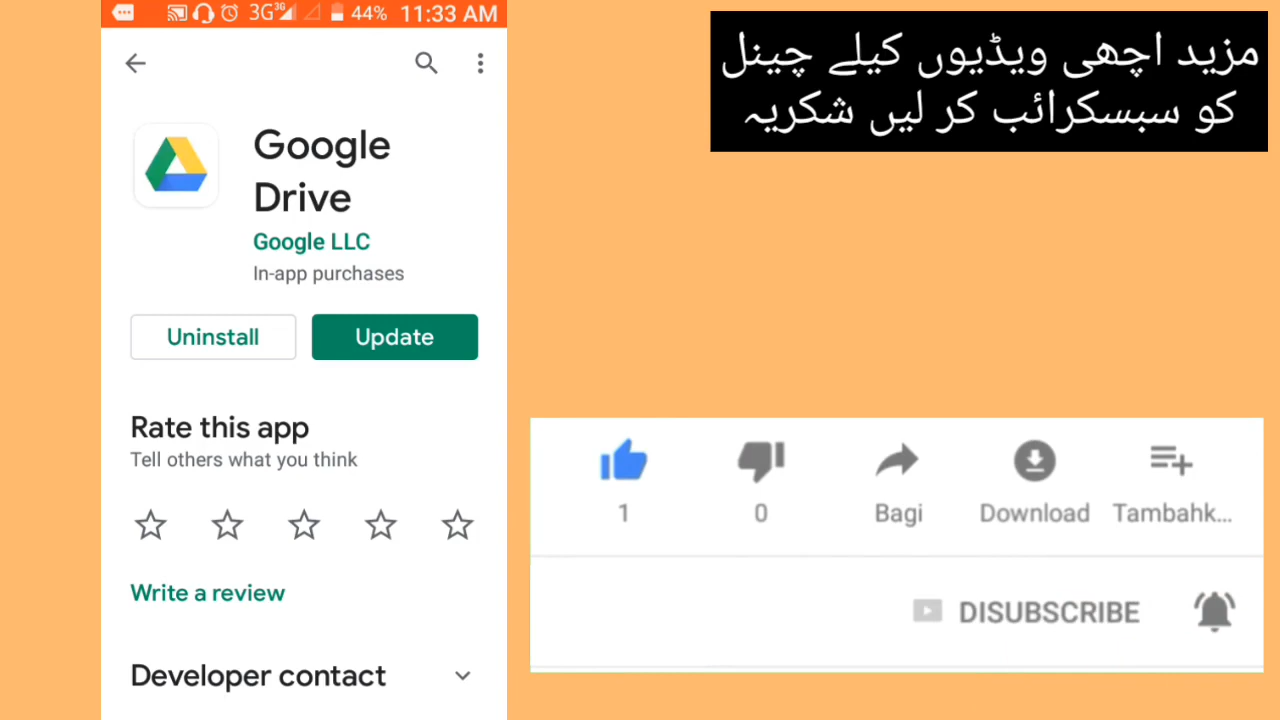 3G 3G 44% 11:33 AM
Google
Drive
Google LLC
In-app purchases
Uninstall
Update
Rate this app
Tell others what you think
Write a review
Developer contact
مزید اچھی ویڈیوں کیلے چینل
کو سبسکرائب کر لیں شکریہ
1
0
Bagi
Download
Tambahk...
DISUBSCRIBE